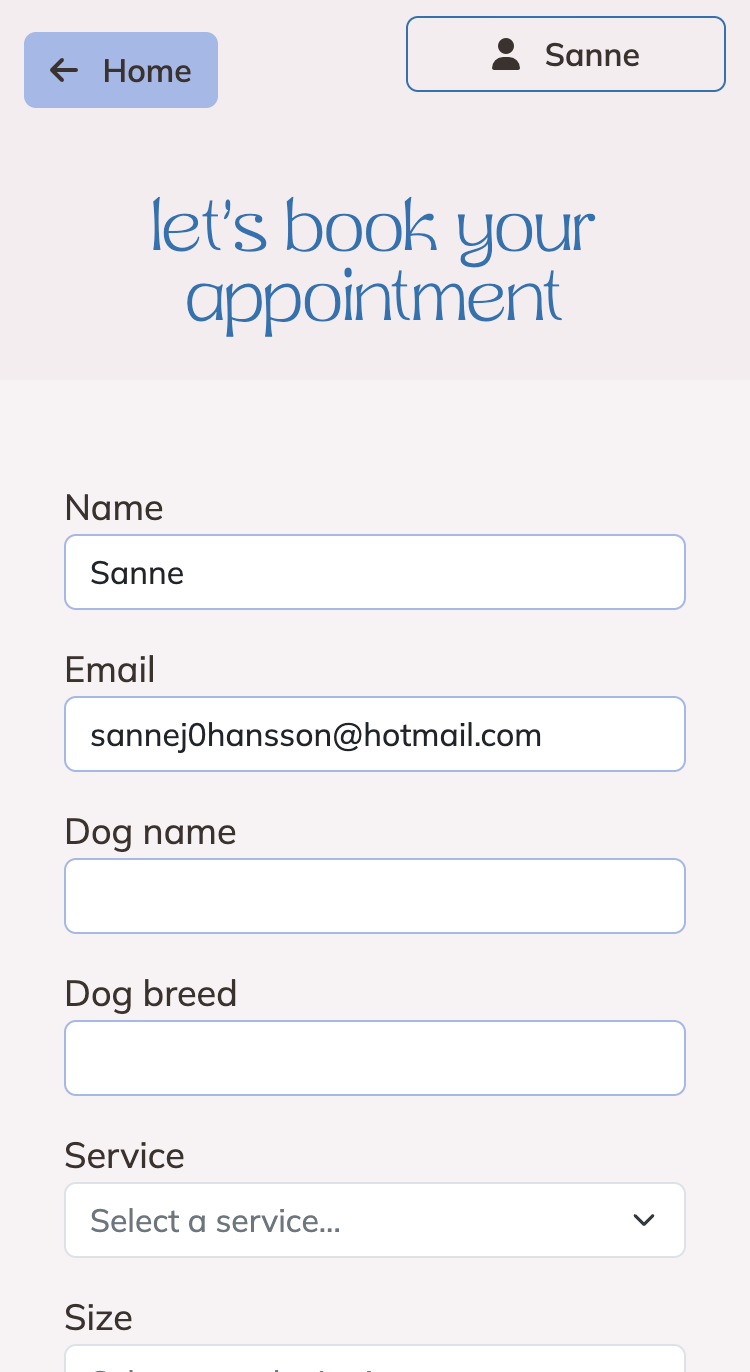 Home
Sanne
let's book your
appointment
Name
Sanne
Email
sannej0hansson@hotmail.com
Dog name
Dog breed
Service
Select a service...
Size